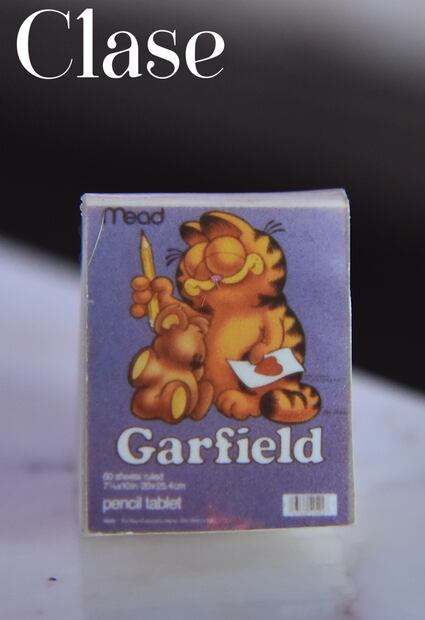 Clase
Mead
Garfield
60 sheets ruled
pencil tablet